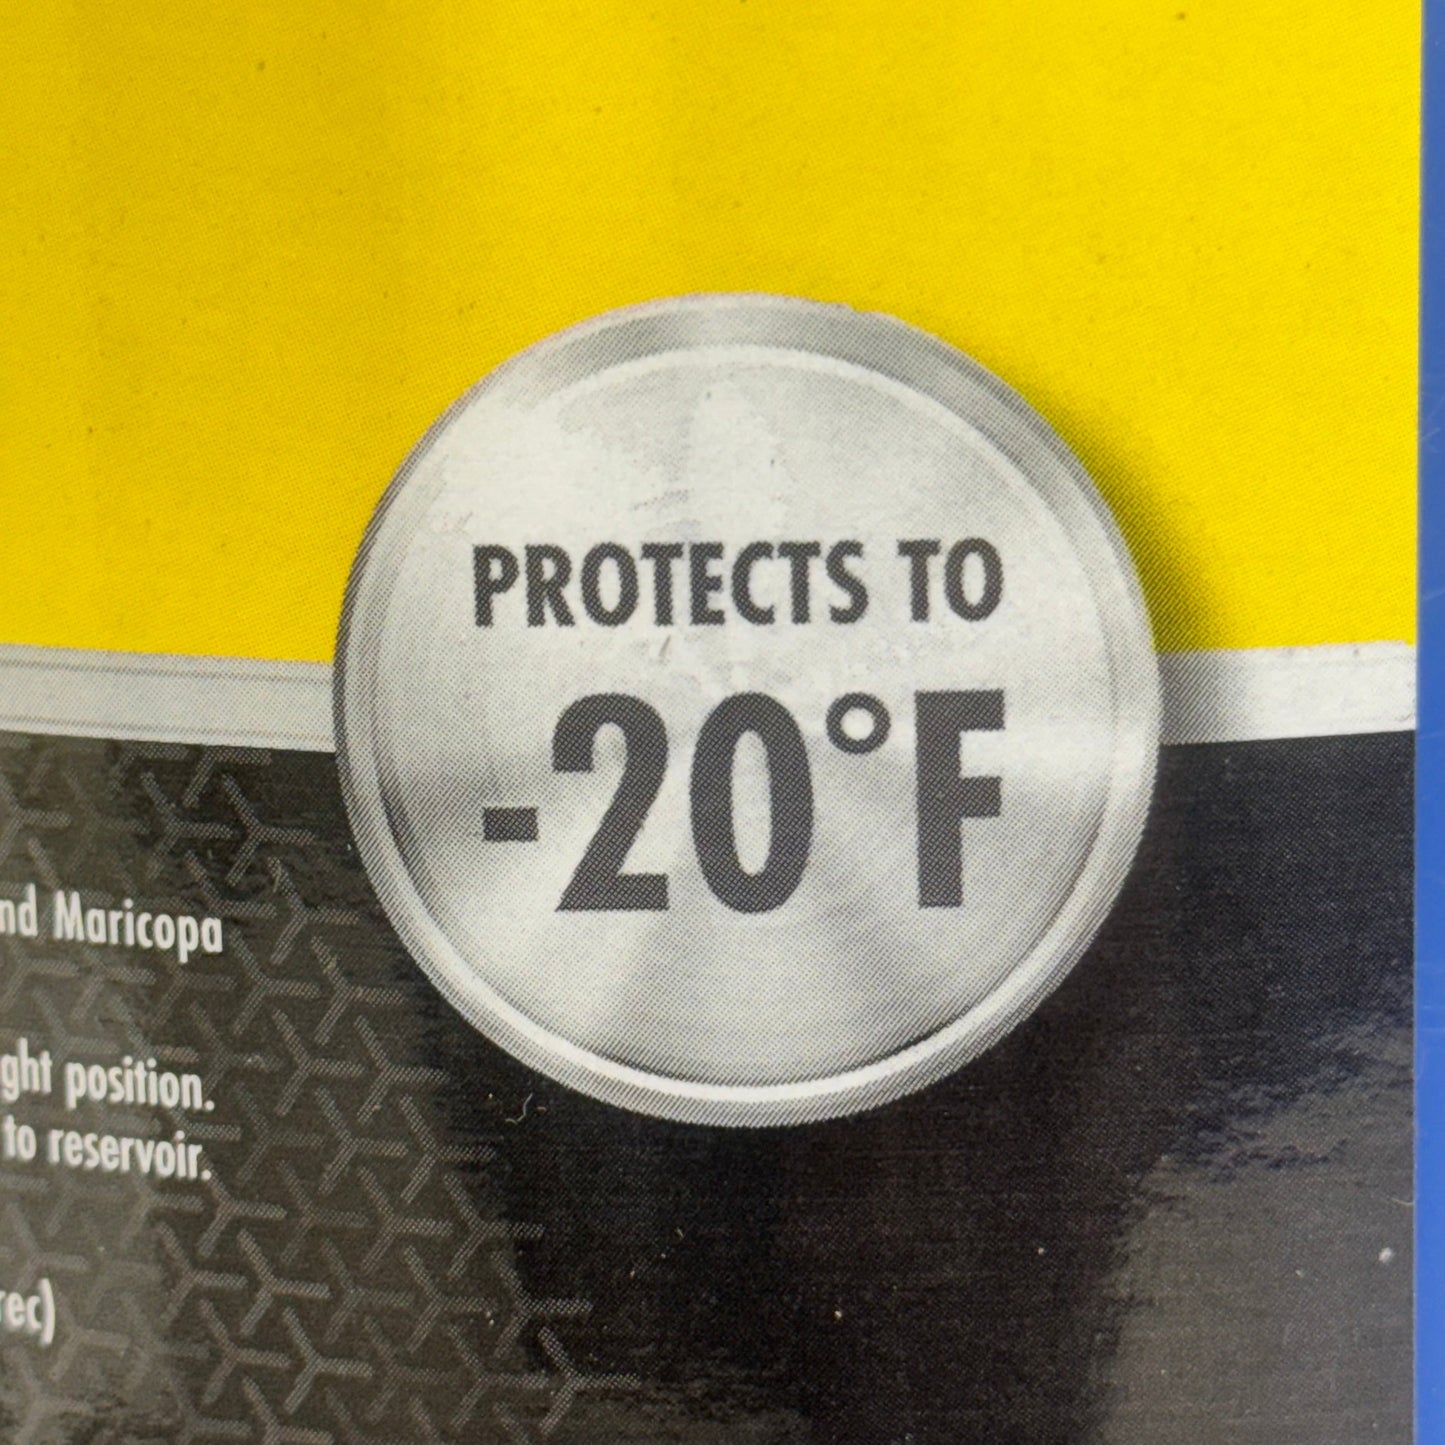 PROTECTS TO
-20°F
nd Maricopa
ght position.
to reservoir.
rec)